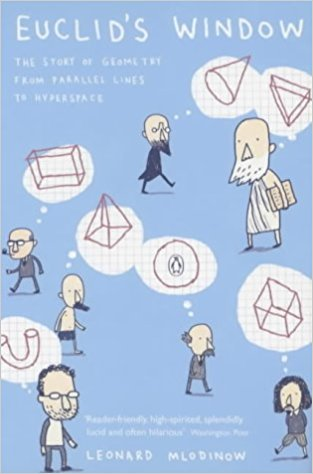 EUCLID'S WINDOW
THE STORY OF GEOMETRY
FROM PARALLEL LINES
TO HYPERSPACE
'Reader-friendly, high-spirited, splendidly
lucid and often hilarious' Washington Post
LEONARD MLODINOW